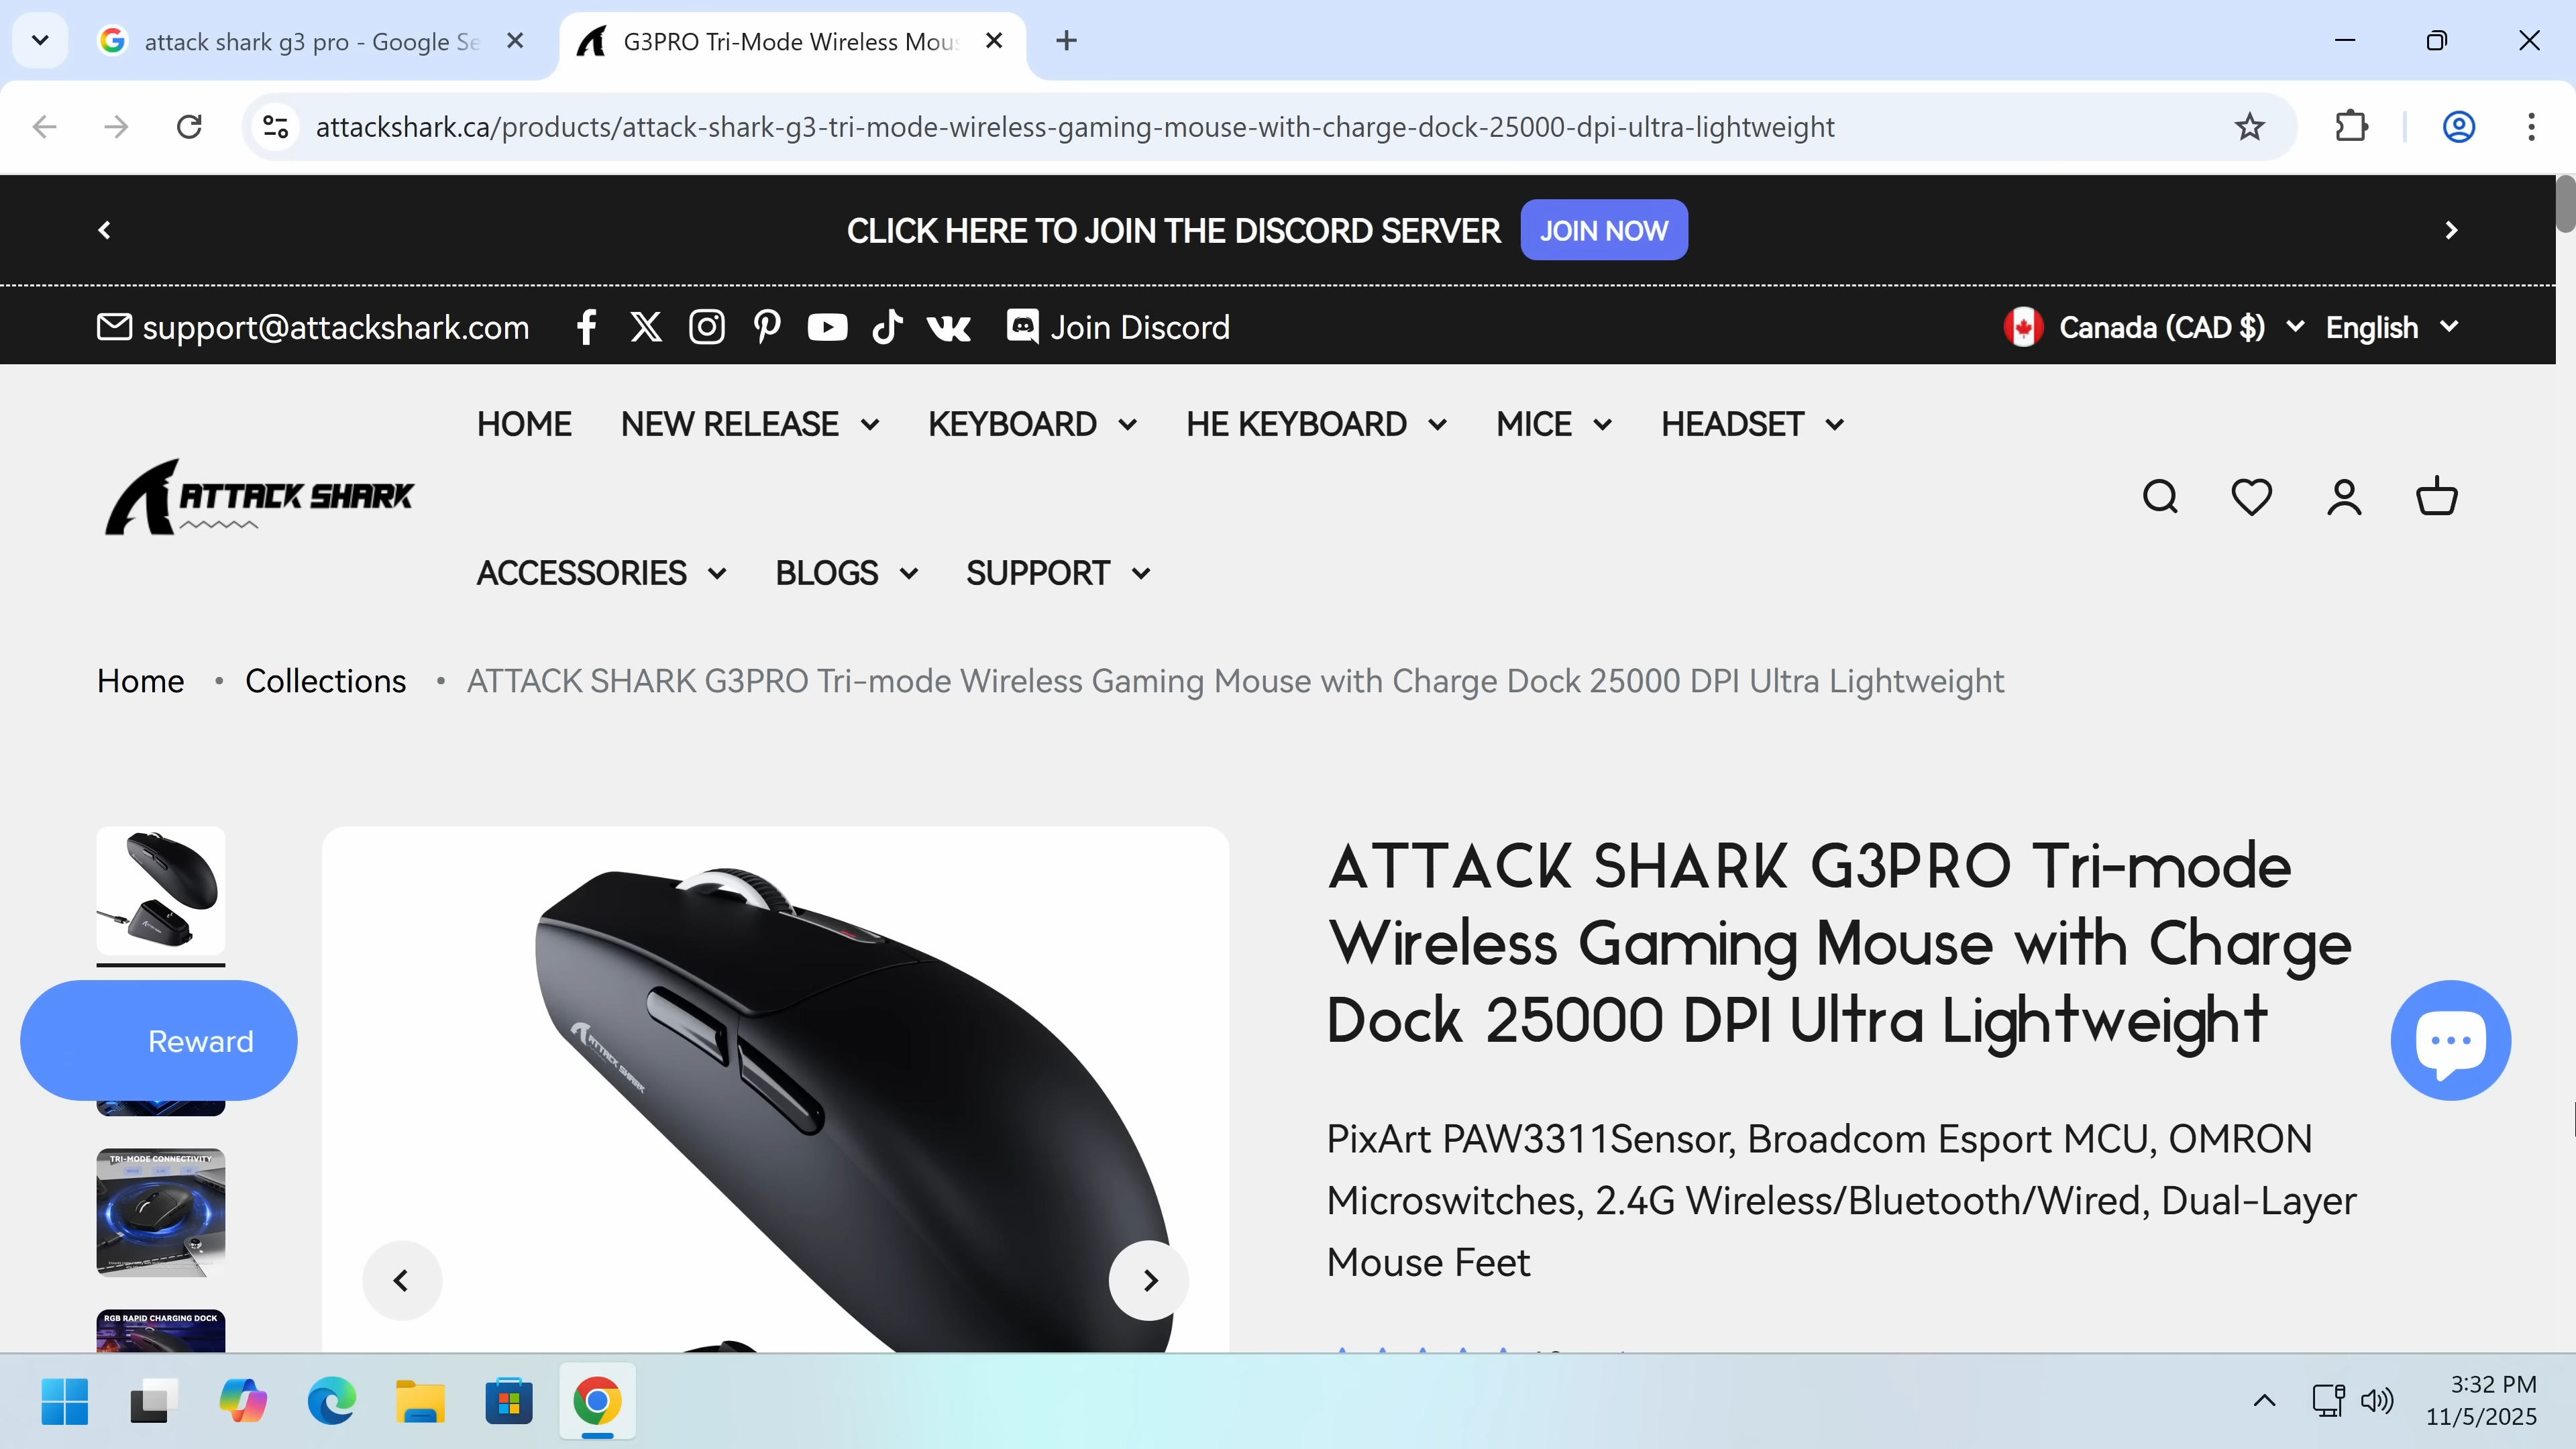 attack shark g3 pro - Google Se
G3PRO Tri-Mode Wireless Mous
attackshark.ca/products/attack-shark-g3-tri-mode-wireless-gaming-mouse-with-charge-dock-25000-dpi-ultra-lightweight
CLICK HERE TO JOIN THE DISCORD SERVER JOIN NOW
support@attackshark.com Join Discord Canada (CAD $) English
HOME NEW RELEASE KEYBOARD HE KEYBOARD MICE HEADSET
ATTACK SHARK
ACCESSORIES BLOGS SUPPORT
Home • Collections • ATTACK SHARK G3PRO Tri-mode Wireless Gaming Mouse with Charge Dock 25000 DPI Ultra Lightweight
ATTACK SHARK G3PRO Tri-mode
Wireless Gaming Mouse with Charge
Dock 25000 DPI Ultra Lightweight
Reward
ATTACK SHARK
PixArt PAW3311Sensor, Broadcom Esport MCU, OMRON
Microswitches, 2.4G Wireless/Bluetooth/Wired, Dual-Layer
Mouse Feet
TRI-MODE CONNECTIVITY
RGB RAPID CHARGING DOCK
3:32 PM
11/5/2025